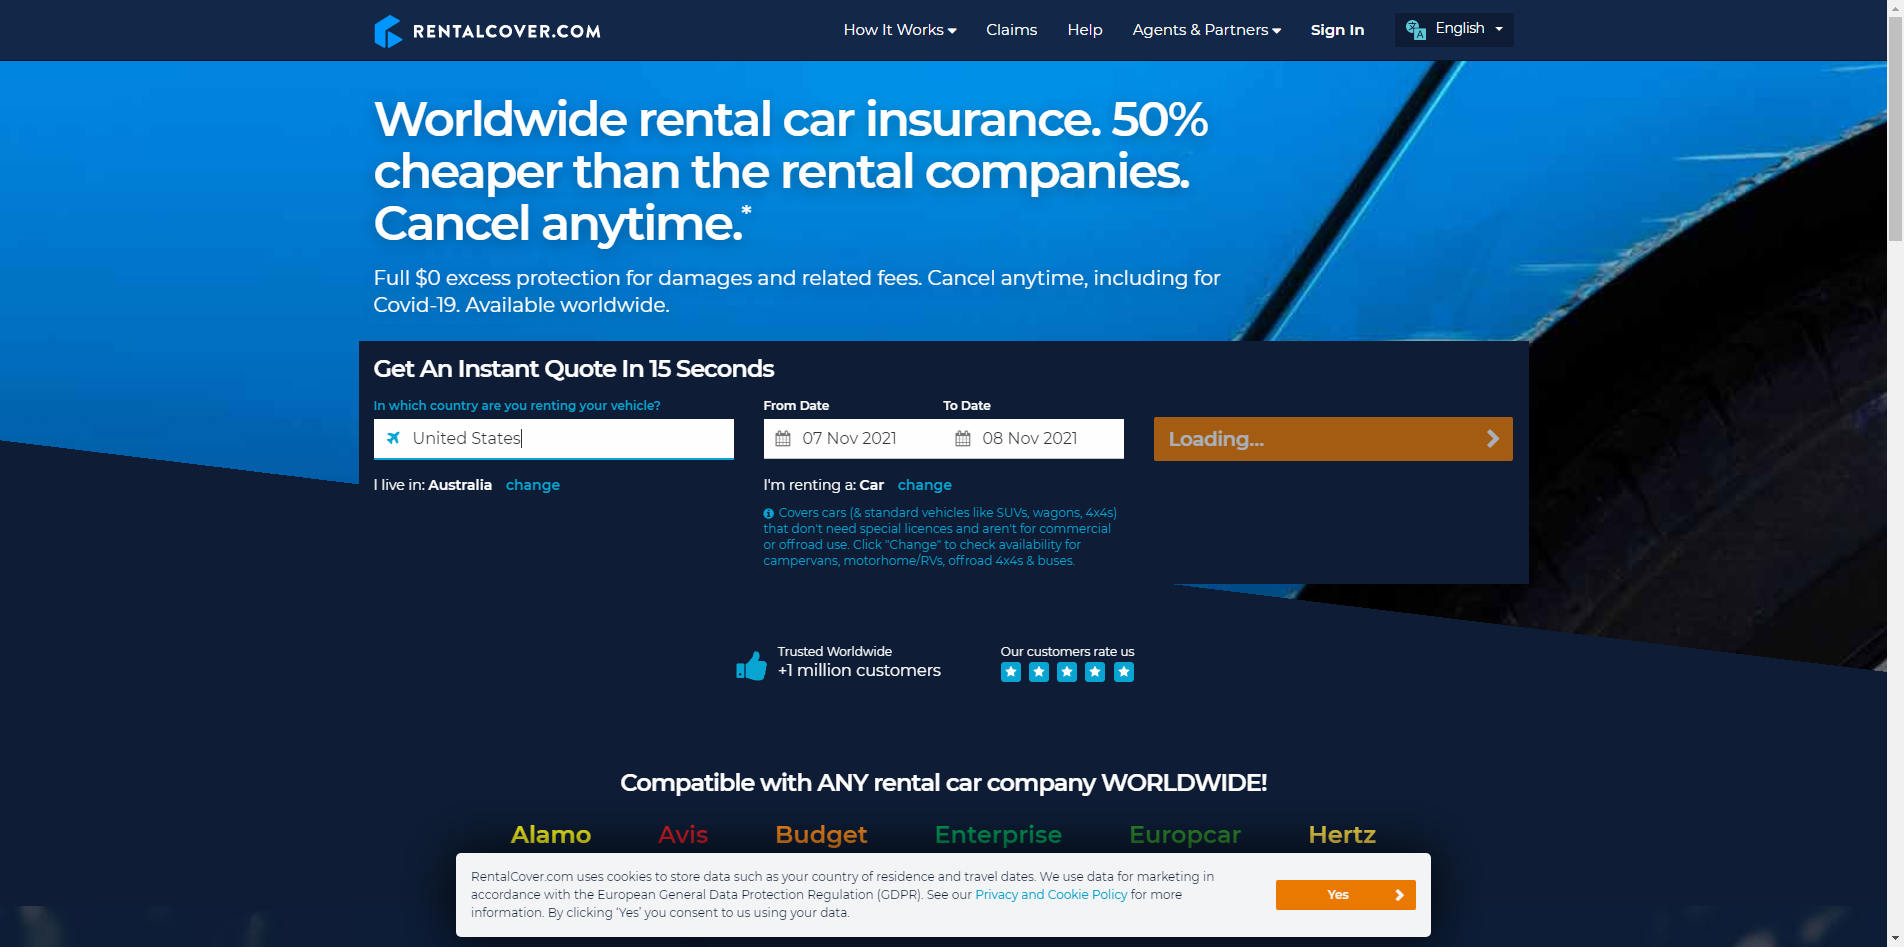 RENTALCOVER.COM
How It Works Claims Help Agents & Partners Sign In English
Worldwide rental car insurance. 50%
cheaper than the rental companies.
Cancel anytime.*
Full $0 excess protection for damages and related fees. Cancel anytime, including for
Covid-19. Available worldwide.
Get An Instant Quote In 15 Seconds
In which country are you renting your vehicle?
United States
I live in: Australia change
From Date To Date
07 Nov 2021 08 Nov 2021
I'm renting a: Car change
Covers cars (& standard vehicles like SUVs, wagons, 4x4s)
that don't need special licences and aren't for commercial
or offroad use. Click "Change" to check availability for
campervans, motorhome/RVs, offroad 4x4s & buses.
Loading...
Trusted Worldwide
+1 million customers
Our customers rate us
Compatible with ANY rental car company WORLDWIDE!
Alamo Avis Budget Enterprise Europcar Hertz
RentalCover.com uses cookies to store data such as your country of residence and travel dates. We use data for marketing in
accordance with the European General Data Protection Regulation (GDPR). See our Privacy and Cookie Policy for more
information. By clicking ‘Yes’ you consent to us using your data.
Yes